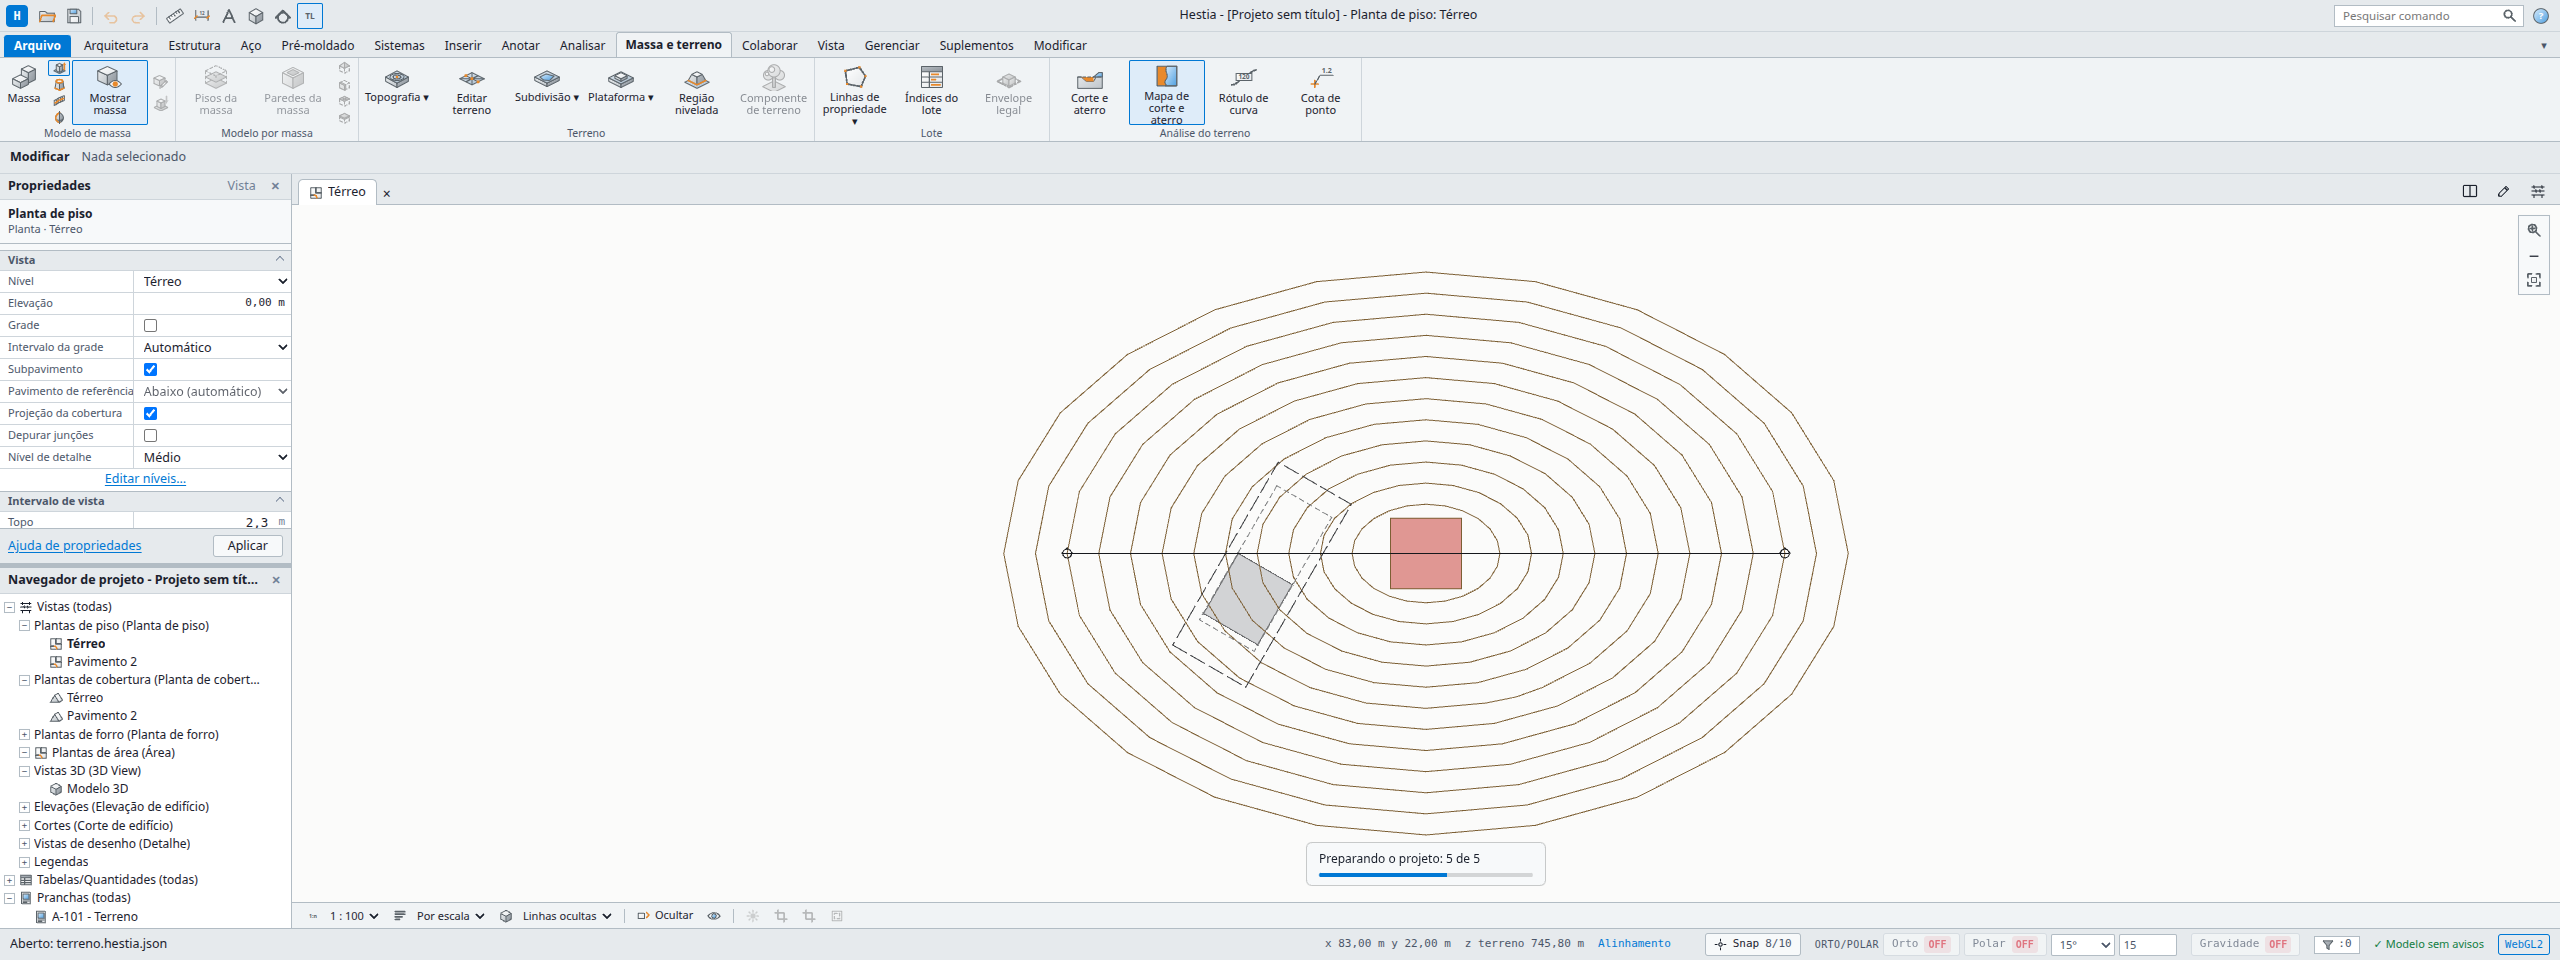 H
TL
Hestia - [Projeto sem título] - Planta de piso: Térreo
Pesquisar comando
?
Arquivo Arquitetura Estrutura Aço Pré-moldado Sistemas Inserir Anotar Analisar Massa e terreno Colaborar Vista Gerenciar Suplementos Modificar
Massa
Mostrar massa
Modelo de massa
Pisos da massa
Paredes da massa
Modelo por massa
Topografia ▾
Editar terreno
Subdivisão ▾
Plataforma ▾
Região nivelada
Componente de terreno
Terreno
Linhas de propriedade ▾
Índices do lote
Envelope legal
Lote
Corte e aterro
Mapa de corte e aterro
120
Rótulo de curva
1.2
Cota de ponto
Análise do terreno
Modificar Nada selecionado
Propriedades Vista ×
Planta de piso
Planta · Térreo
Vista
Nível Térreo
Elevação 0,00 m
Grade
Intervalo da grade Automático
Subpavimento
Pavimento de referência Abaixo (automático)
Projeção da cobertura
Depurar junções
Nível de detalhe Médio
Editar níveis...
Intervalo de vista
Topo 2,3 m
Ajuda de propriedades Aplicar
Navegador de projeto - Projeto sem tít... ×
Vistas (todas)
Plantas de piso (Planta de piso)
Térreo
Pavimento 2
Plantas de cobertura (Planta de cobert...
Térreo
Pavimento 2
Plantas de forro (Planta de forro)
Plantas de área (Área)
Vistas 3D (3D View)
Modelo 3D
Elevações (Elevação de edifício)
Cortes (Corte de edifício)
Vistas de desenho (Detalhe)
Legendas
Tabelas/Quantidades (todas)
Pranchas (todas)
A-101 - Terreno
Térreo ×
Preparando o projeto: 5 de 5
1 : 100 Por escala Linhas ocultas Ocultar
Aberto: terreno.hestia.json
x 83,00 m y 22,00 m z terreno 745,80 m Alinhamento Snap 8/10 ORTO/POLAR Orto OFF Polar OFF 15° 15 Gravidade OFF :0 ✓ Modelo sem avisos WebGL2